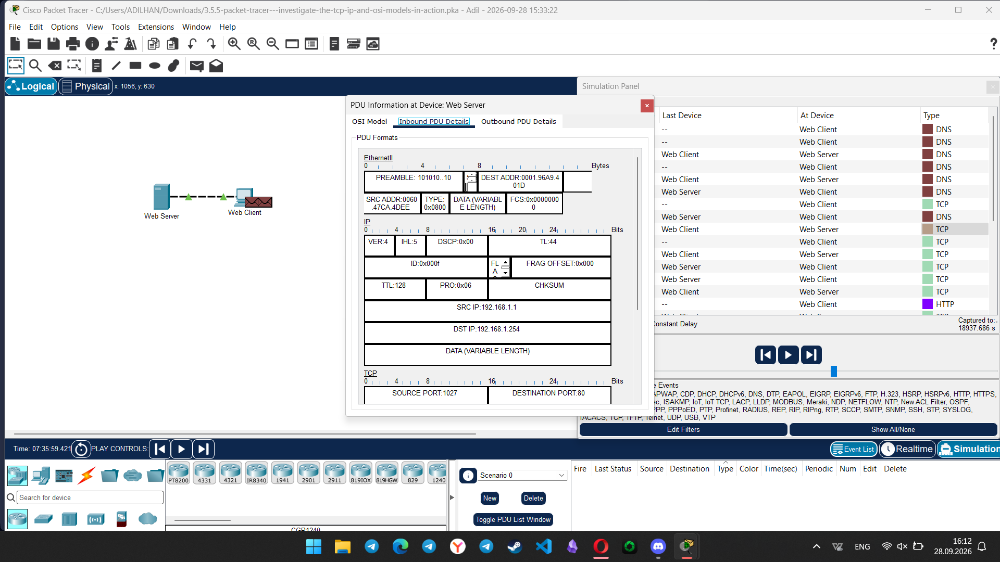 Cisco Packet Tracer - C:/Users/ADILHAN/Downloads/3.5.5-packet-tracer---investigate-the-tcp-ip-and-osi-models-in-action.pka - Adil - 2026-09-28 15:33:22
File Edit Options View Tools Extensions Window Help
Logical Physical x: 1056, y: 630
Simulation Panel
PDU Information at Device: Web Server
OSI Model Inbound PDU Details Outbound PDU Details
PDU Formats
EthernetII
0 4 8 Bytes
PREAMBLE: 101010..10 DEST ADDR:0001.96A9.4
01D
SRC ADDR:0060 TYPE: DATA (VARIABL FCS:0x0000000
.47CA.4DEE 0x0800 E LENGTH) 0
IP
0 4 8 16 20 24 Bits
VER:4 IHL:5 DSCP:0x00 TL:44
ID:0x000f FL FRAG OFFSET:0x000
A
TTL:128 PRO:0x06 CHKSUM
SRC IP:192.168.1.1
DST IP:192.168.1.254
DATA (VARIABLE LENGTH)
TCP
0 4 8 16 24 Bits
SOURCE PORT:1027 DESTINATION PORT:80
Web Server Web Client
Last Device At Device Type
-- Web Client DNS
-- Web Client DNS
Web Client Web Server DNS
-- Web Client DNS
Web Client Web Server DNS
Web Server Web Client DNS
-- Web Client TCP
Web Server Web Client DNS
Web Client Web Server TCP
-- Web Client TCP
Web Client Web Server TCP
Web Server Web Client TCP
Web Server Web Client TCP
Web Client Web Server TCP
-- Web Client HTTP
Constant Delay Captured to:
18937.686 s
e Events
APWAP, CDP, DHCP, DHCPv6, DNS, DTP, EAPOL, EIGRP, EIGRPv6, FTP, H.323, HSRP, HSRPv6, HTTP, HTTPS,
ec, ISAKMP, IoT, IoT TCP, LACP, LLDP, MODBUS, Meraki, NDP, NETFLOW, NTP, New ACL Filter, OSPF,
PPP, PPPoED, PTP, Profinet, RADIUS, REP, RIP, RIPng, RTP, SCCP, SMTP, SNMP, SSH, STP, SYSLOG,
TACACS, TCP, TFTP, Telnet, UDP, USB, VTP
Edit Filters Show All/None
Time: 07:35:59.421 PLAY CONTROLS: Event List Realtime Simulation
PT8200 4331 4321 IR8340 1941 2901 2911 819IOX 819HGW 829 1240
Search for device
CGR1240
Scenario 0
New Delete
Toggle PDU List Window
Fire Last Status Source Destination Type Color Time(sec) Periodic Num Edit Delete
ENG 16:12
28.09.2026